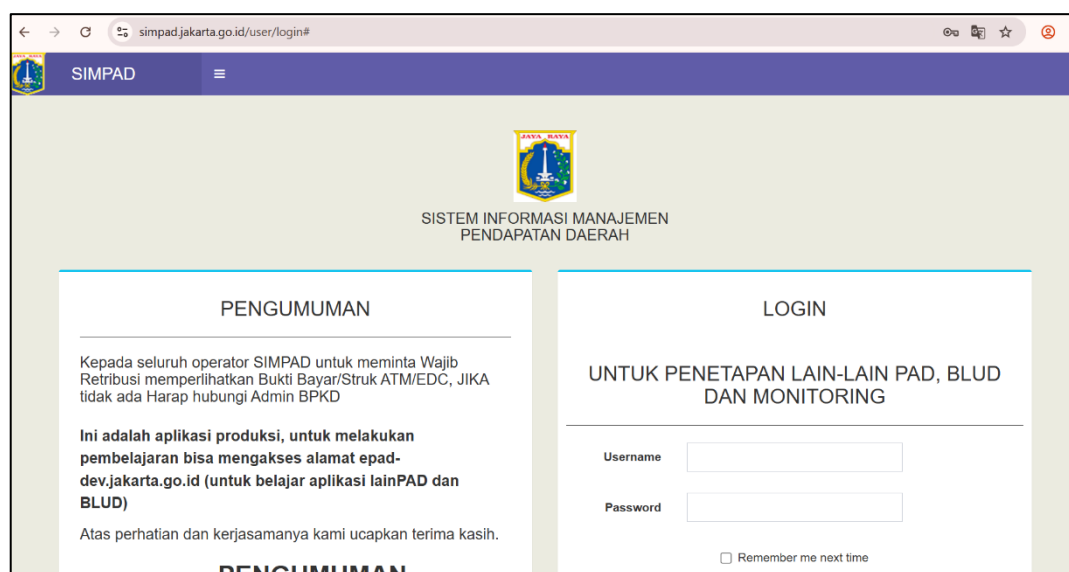 simpad.jakarta.go.id/user/login#
SIMPAD
JAYA RAYA
SISTEM INFORMASI MANAJEMEN
PENDAPATAN DAERAH
PENGUMUMAN
Kepada seluruh operator SIMPAD untuk meminta Wajib
Retribusi memperlihatkan Bukti Bayar/Struk ATM/EDC, JIKA
tidak ada Harap hubungi Admin BPKD
Ini adalah aplikasi produksi, untuk melakukan
pembelajaran bisa mengakses alamat epad-
dev.jakarta.go.id (untuk belajar aplikasi lainPAD dan
BLUD)
Atas perhatian dan kerjasamanya kami ucapkan terima kasih.
PENGUMUMAN
LOGIN
UNTUK PENETAPAN LAIN-LAIN PAD, BLUD
DAN MONITORING
Username
Password
Remember me next time